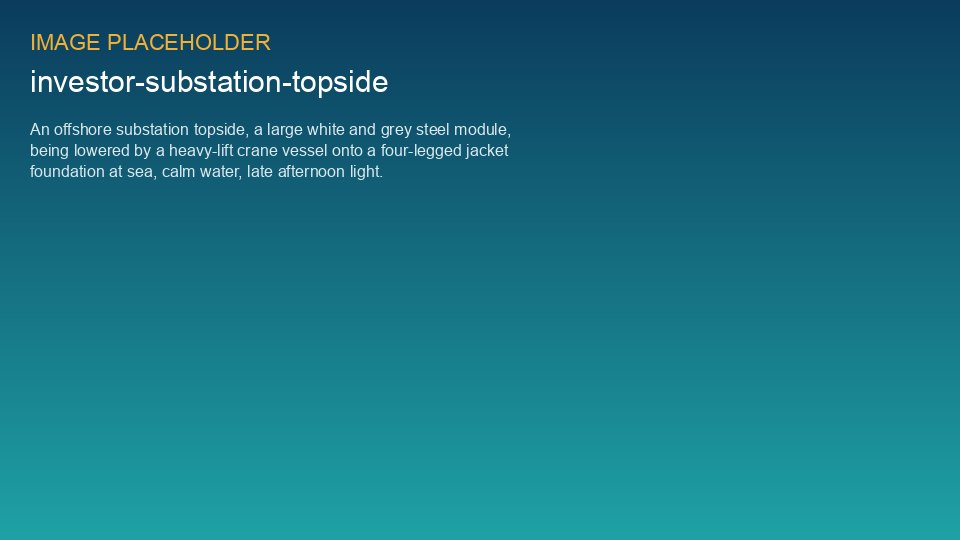 IMAGE PLACEHOLDER
investor-substation-topside
An offshore substation topside, a large white and grey steel module,
being lowered by a heavy-lift crane vessel onto a four-legged jacket
foundation at sea, calm water, late afternoon light.